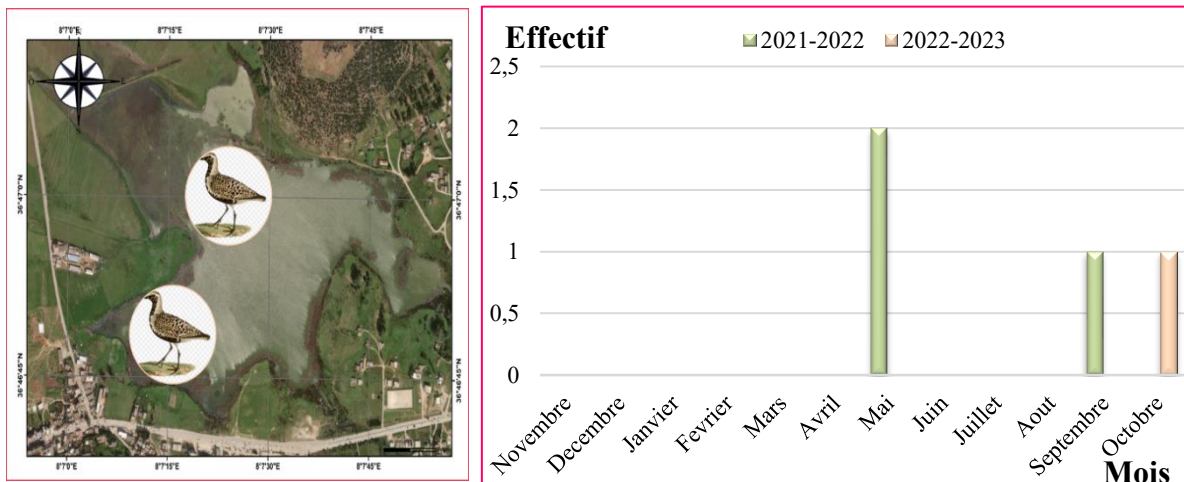 8°7'0"E 8°7'15"E 8°7'30"E 8°7'45"E
36°47'0"N 36°47'0"N
36°46'45"N 36°46'45"N
8°7'0"E 8°7'15"E 8°7'30"E 8°7'45"E
Effectif
2021-2022 2022-2023
2,5
2
1,5
1
0,5
0
Novembre Decembre Janvier Fevrier Mars Avril Mai Juin Juillet Aout Septembre Octobre
Mois